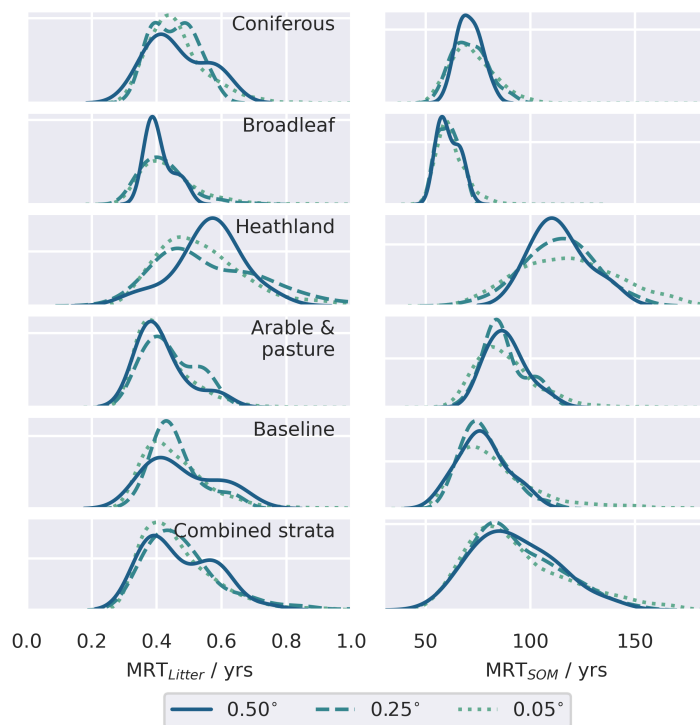 Coniferous
Broadleaf
Heathland
Arable &
pasture
Baseline
Combined strata
0.0 0.2 0.4 0.6 0.8 1.0 50 100 150
MRT_Litter / yrs MRT_SOM / yrs
0.50° 0.25° 0.05°